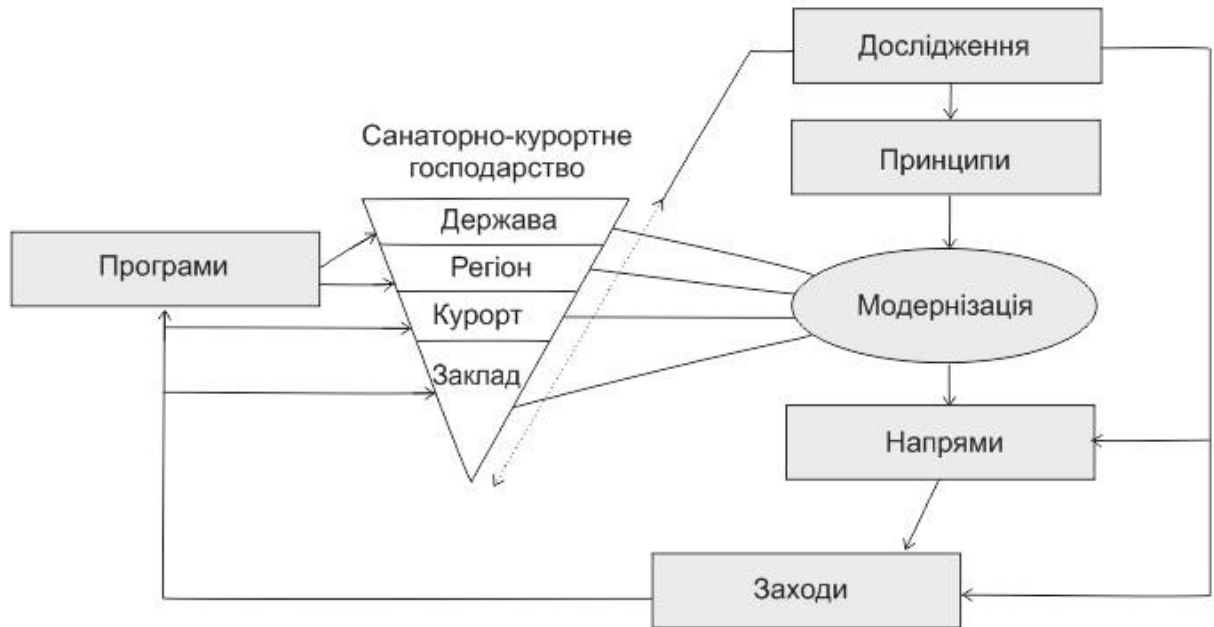 Дослідження
Санаторно-курортне
господарство
Принципи
Держава
Програми
Регіон
Модернізація
Курорт
Заклад
Напрями
Заходи